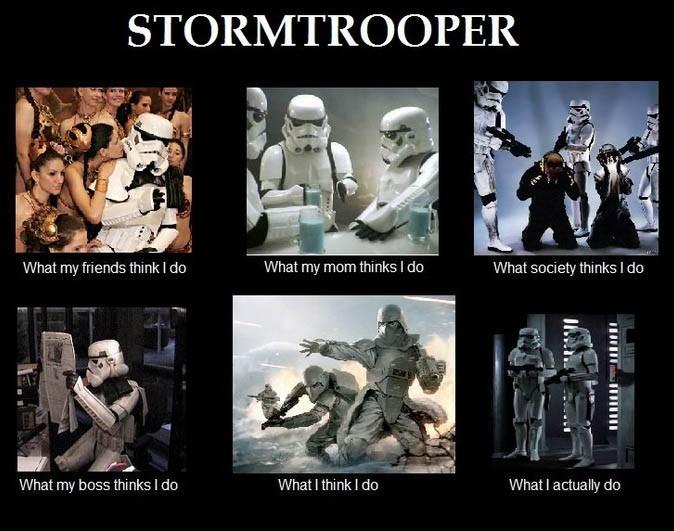 STORMTROOPER
What my friends think I do
What my mom thinks I do
What society thinks I do
What my boss thinks I do
What I think I do
What I actually do